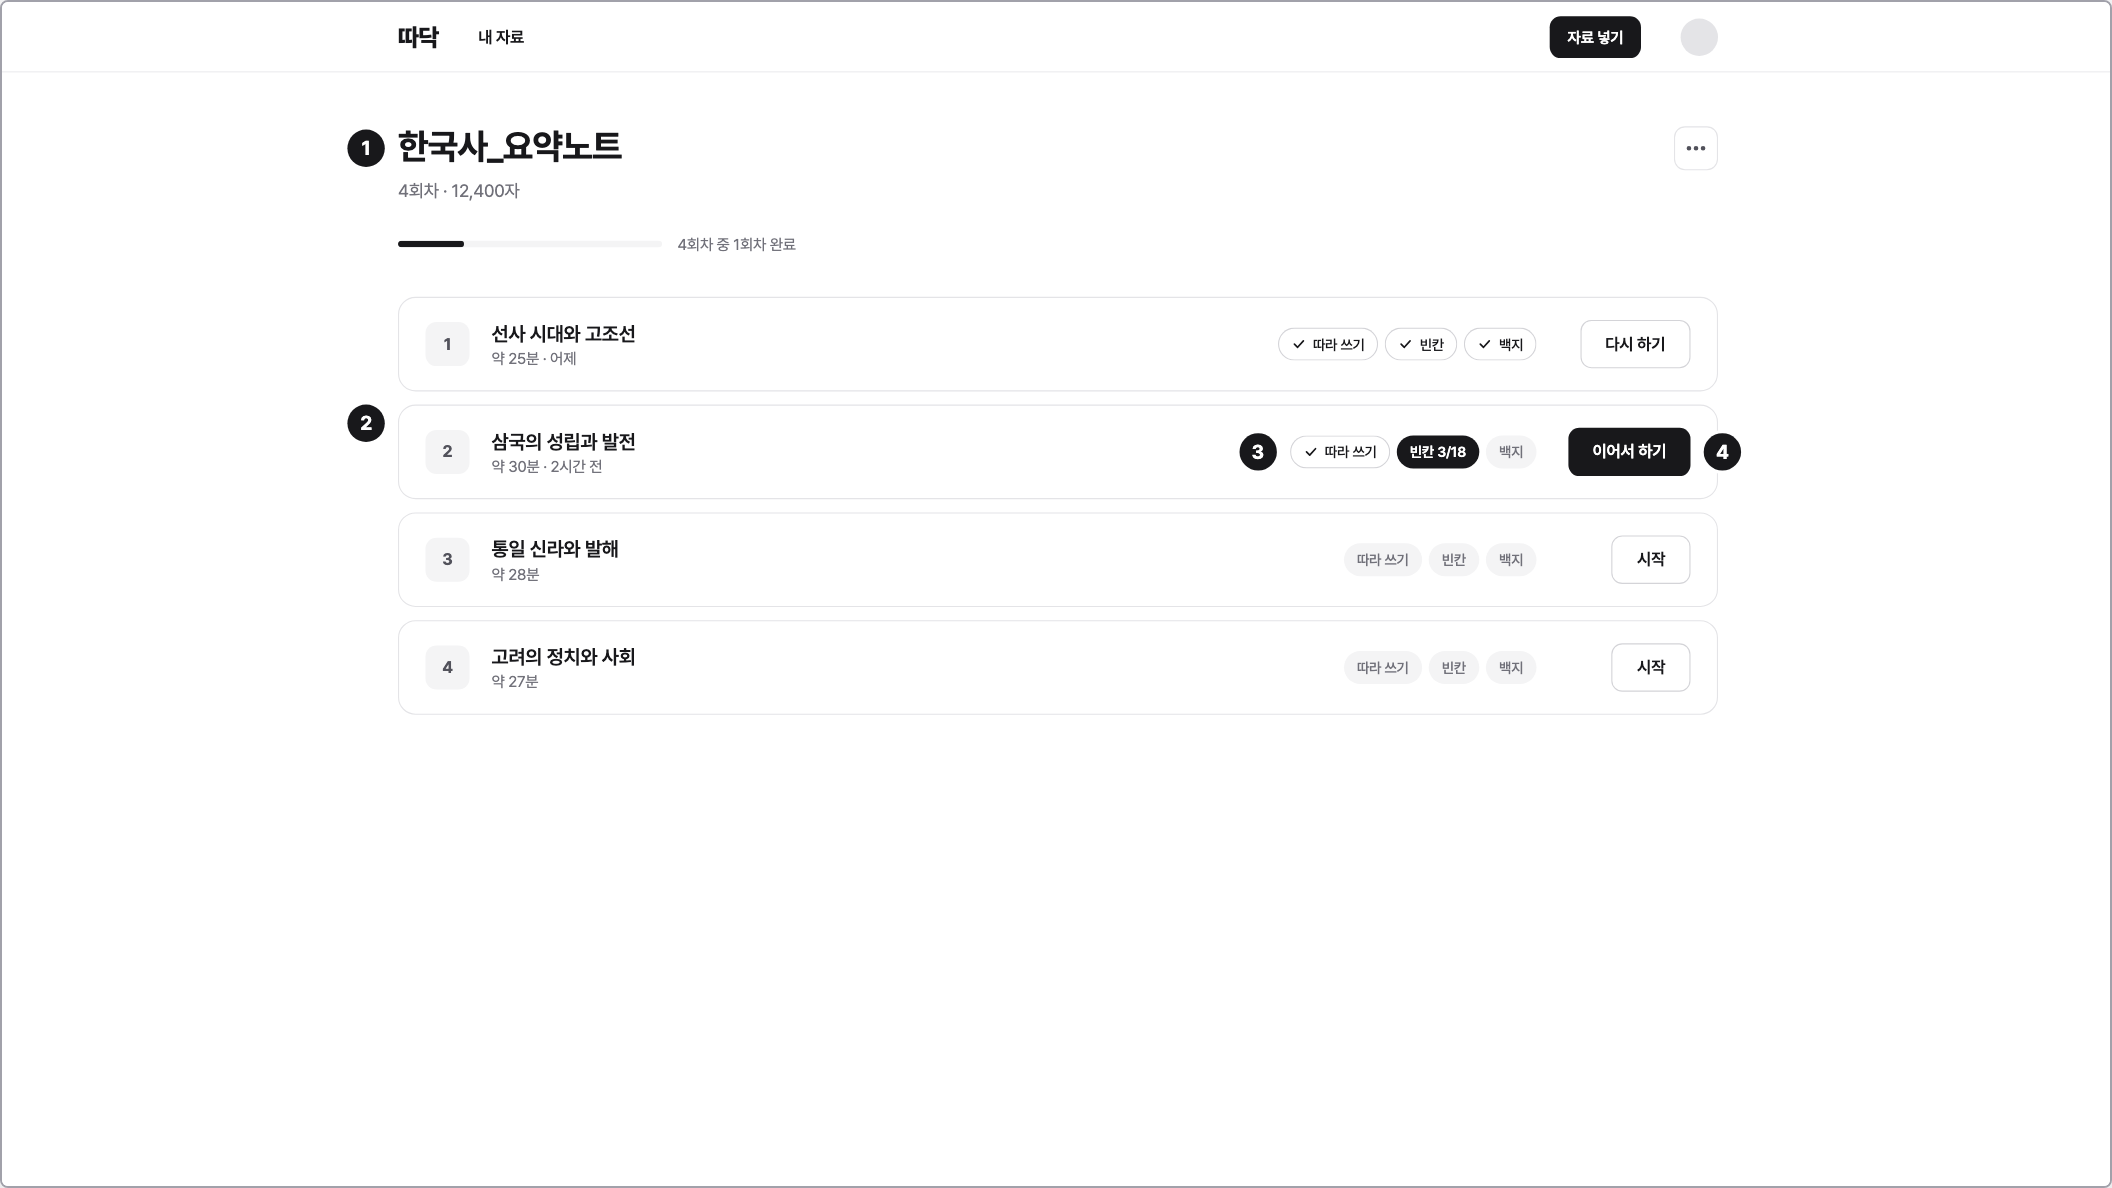 따닥 내 자료 자료 넣기
1 한국사_요약노트
4회차 · 12,400자
4회차 중 1회차 완료
1 선사 시대와 고조선 따라 쓰기 빈칸 백지 다시 하기
약 25분 · 어제
2
2 삼국의 성립과 발전 3 따라 쓰기 빈칸 3/18 백지 이어서 하기 4
약 30분 · 2시간 전
3 통일 신라와 발해 따라 쓰기 빈칸 백지 시작
약 28분
4 고려의 정치와 사회 따라 쓰기 빈칸 백지 시작
약 27분